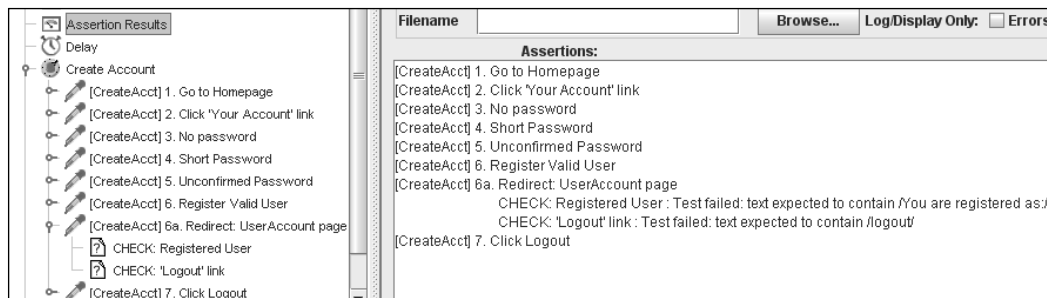 Assertion Results
Delay
Create Account
[CreateAcct] 1. Go to Homepage
[CreateAcct] 2. Click 'Your Account' link
[CreateAcct] 3. No password
[CreateAcct] 4. Short Password
[CreateAcct] 5. Unconfirmed Password
[CreateAcct] 6. Register Valid User
[CreateAcct] 6a. Redirect: UserAccount page
CHECK: Registered User
CHECK: 'Logout' link
[CreateAcct] 7. Click Logout
Filename Browse... Log/Display Only: Errors
Assertions:
[CreateAcct] 1. Go to Homepage
[CreateAcct] 2. Click 'Your Account' link
[CreateAcct] 3. No password
[CreateAcct] 4. Short Password
[CreateAcct] 5. Unconfirmed Password
[CreateAcct] 6. Register Valid User
[CreateAcct] 6a. Redirect: UserAccount page
CHECK: Registered User : Test failed: text expected to contain /You are registered as:/
CHECK: 'Logout' link : Test failed: text expected to contain /logout/
[CreateAcct] 7. Click Logout